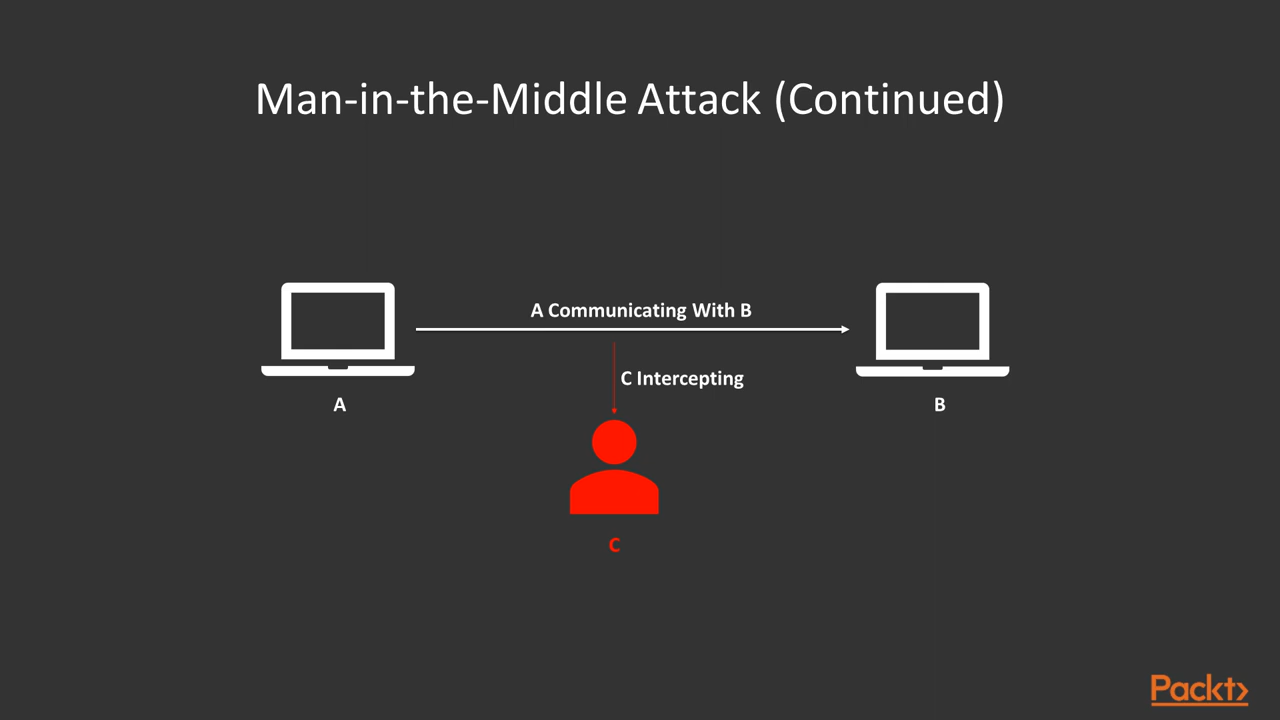 Man-in-the-Middle Attack (Continued)
A Communicating With B
C Intercepting
A
B
C
Packt>